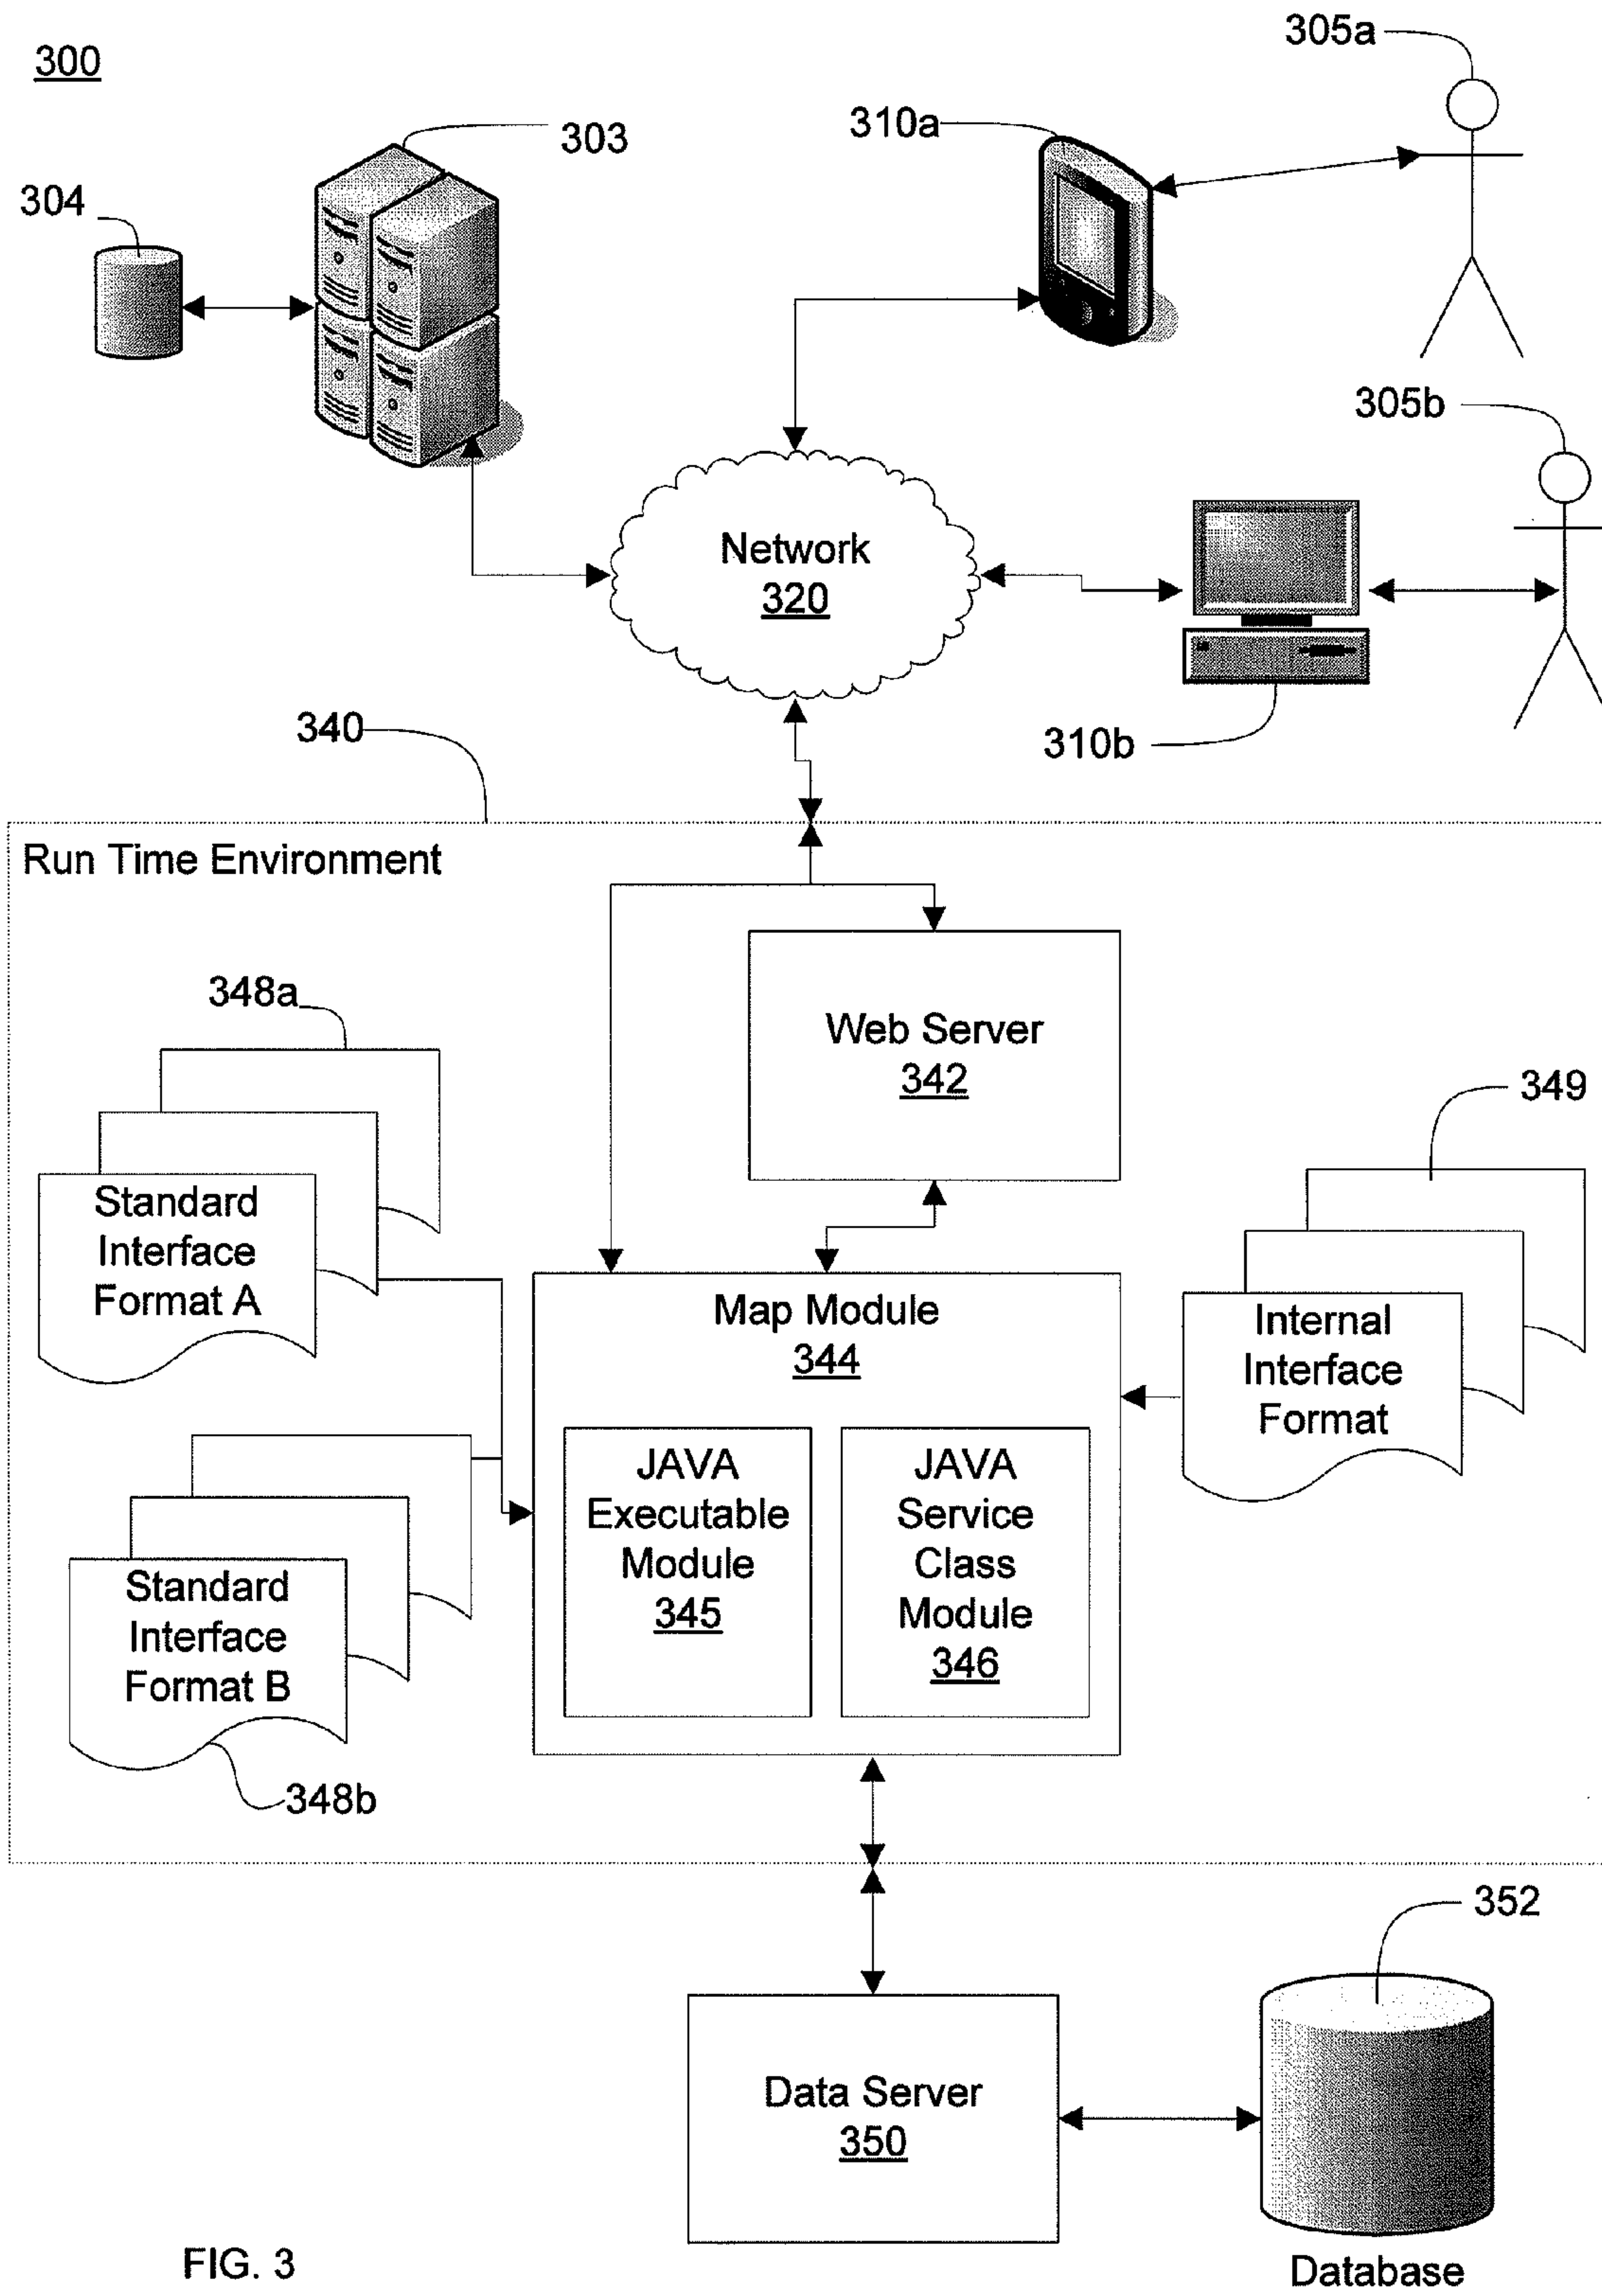 300
305a
303
310a
304
305b
Network
320
340
310b
Run Time Environment
348a
Web Server
342
349
Standard
Interface
Format A
Map Module
344
Internal
Interface
Format
JAVA
Executable
Module
345
JAVA
Service
Class
Module
346
Standard
Interface
Format B
348b
352
Data Server
350
Database
FIG. 3